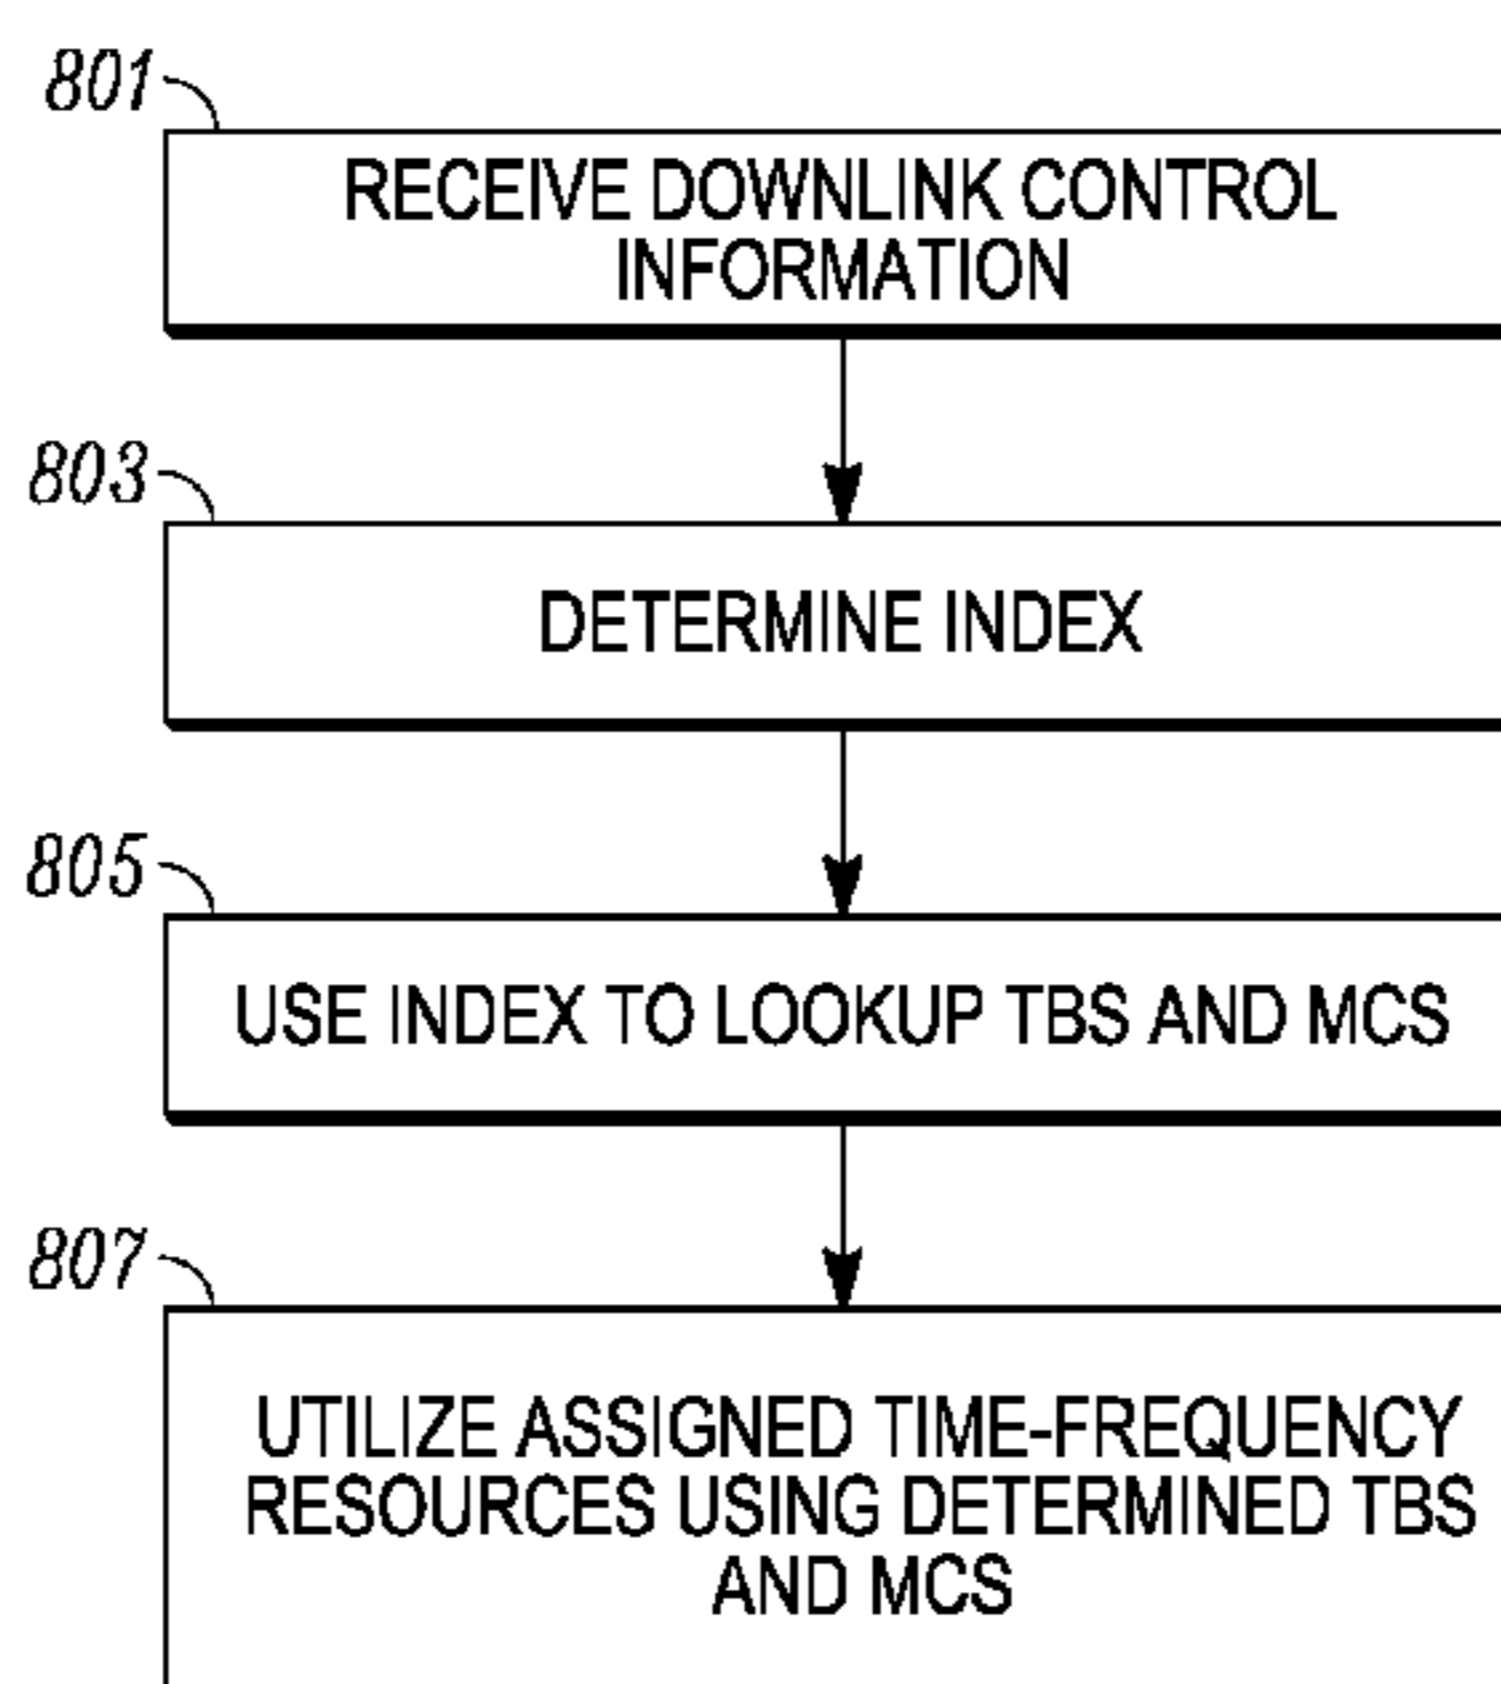 801
RECEIVE DOWNLINK CONTROL
INFORMATION
803
DETERMINE INDEX
805
USE INDEX TO LOOKUP TBS AND MCS
807
UTILIZE ASSIGNED TIME-FREQUENCY
RESOURCES USING DETERMINED TBS
AND MCS